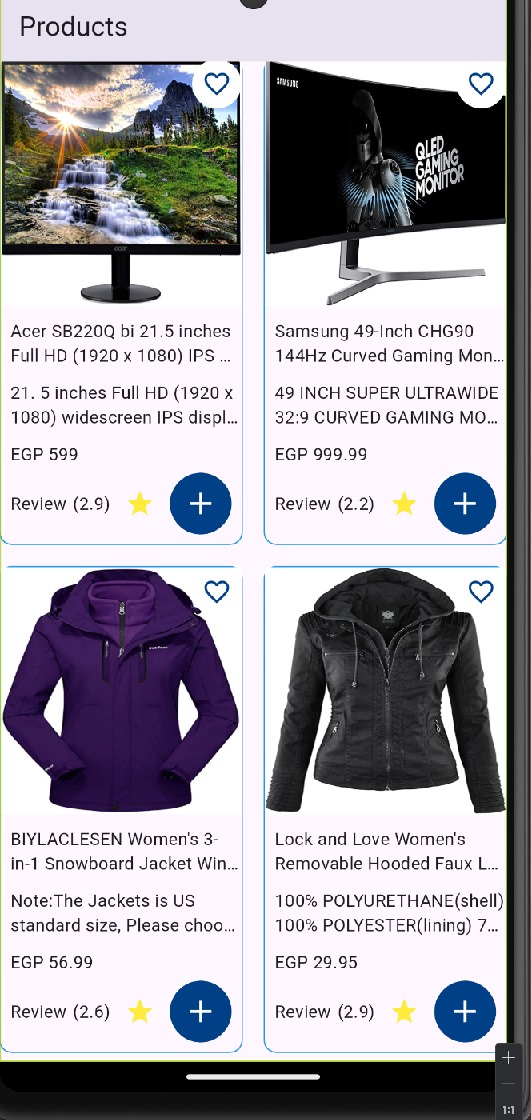 Products
acer
SAMSUNG
QLED
GAMING
MONITOR
Acer SB220Q bi 21.5 inches
Full HD (1920 x 1080) IPS ...
21. 5 inches Full HD (1920 x
1080) widescreen IPS displ...
EGP 599
Review (2.9)
Samsung 49-Inch CHG90
144Hz Curved Gaming Mon...
49 INCH SUPER ULTRAWIDE
32:9 CURVED GAMING MO...
EGP 999.99
Review (2.2)
BIYLACLESEN Women's 3-
in-1 Snowboard Jacket Win...
Note:The Jackets is US
standard size, Please choo...
EGP 56.99
Review (2.6)
Lock and Love Women's
Removable Hooded Faux L...
100% POLYURETHANE(shell)
100% POLYESTER(lining) 7...
EGP 29.95
Review (2.9)
1:1